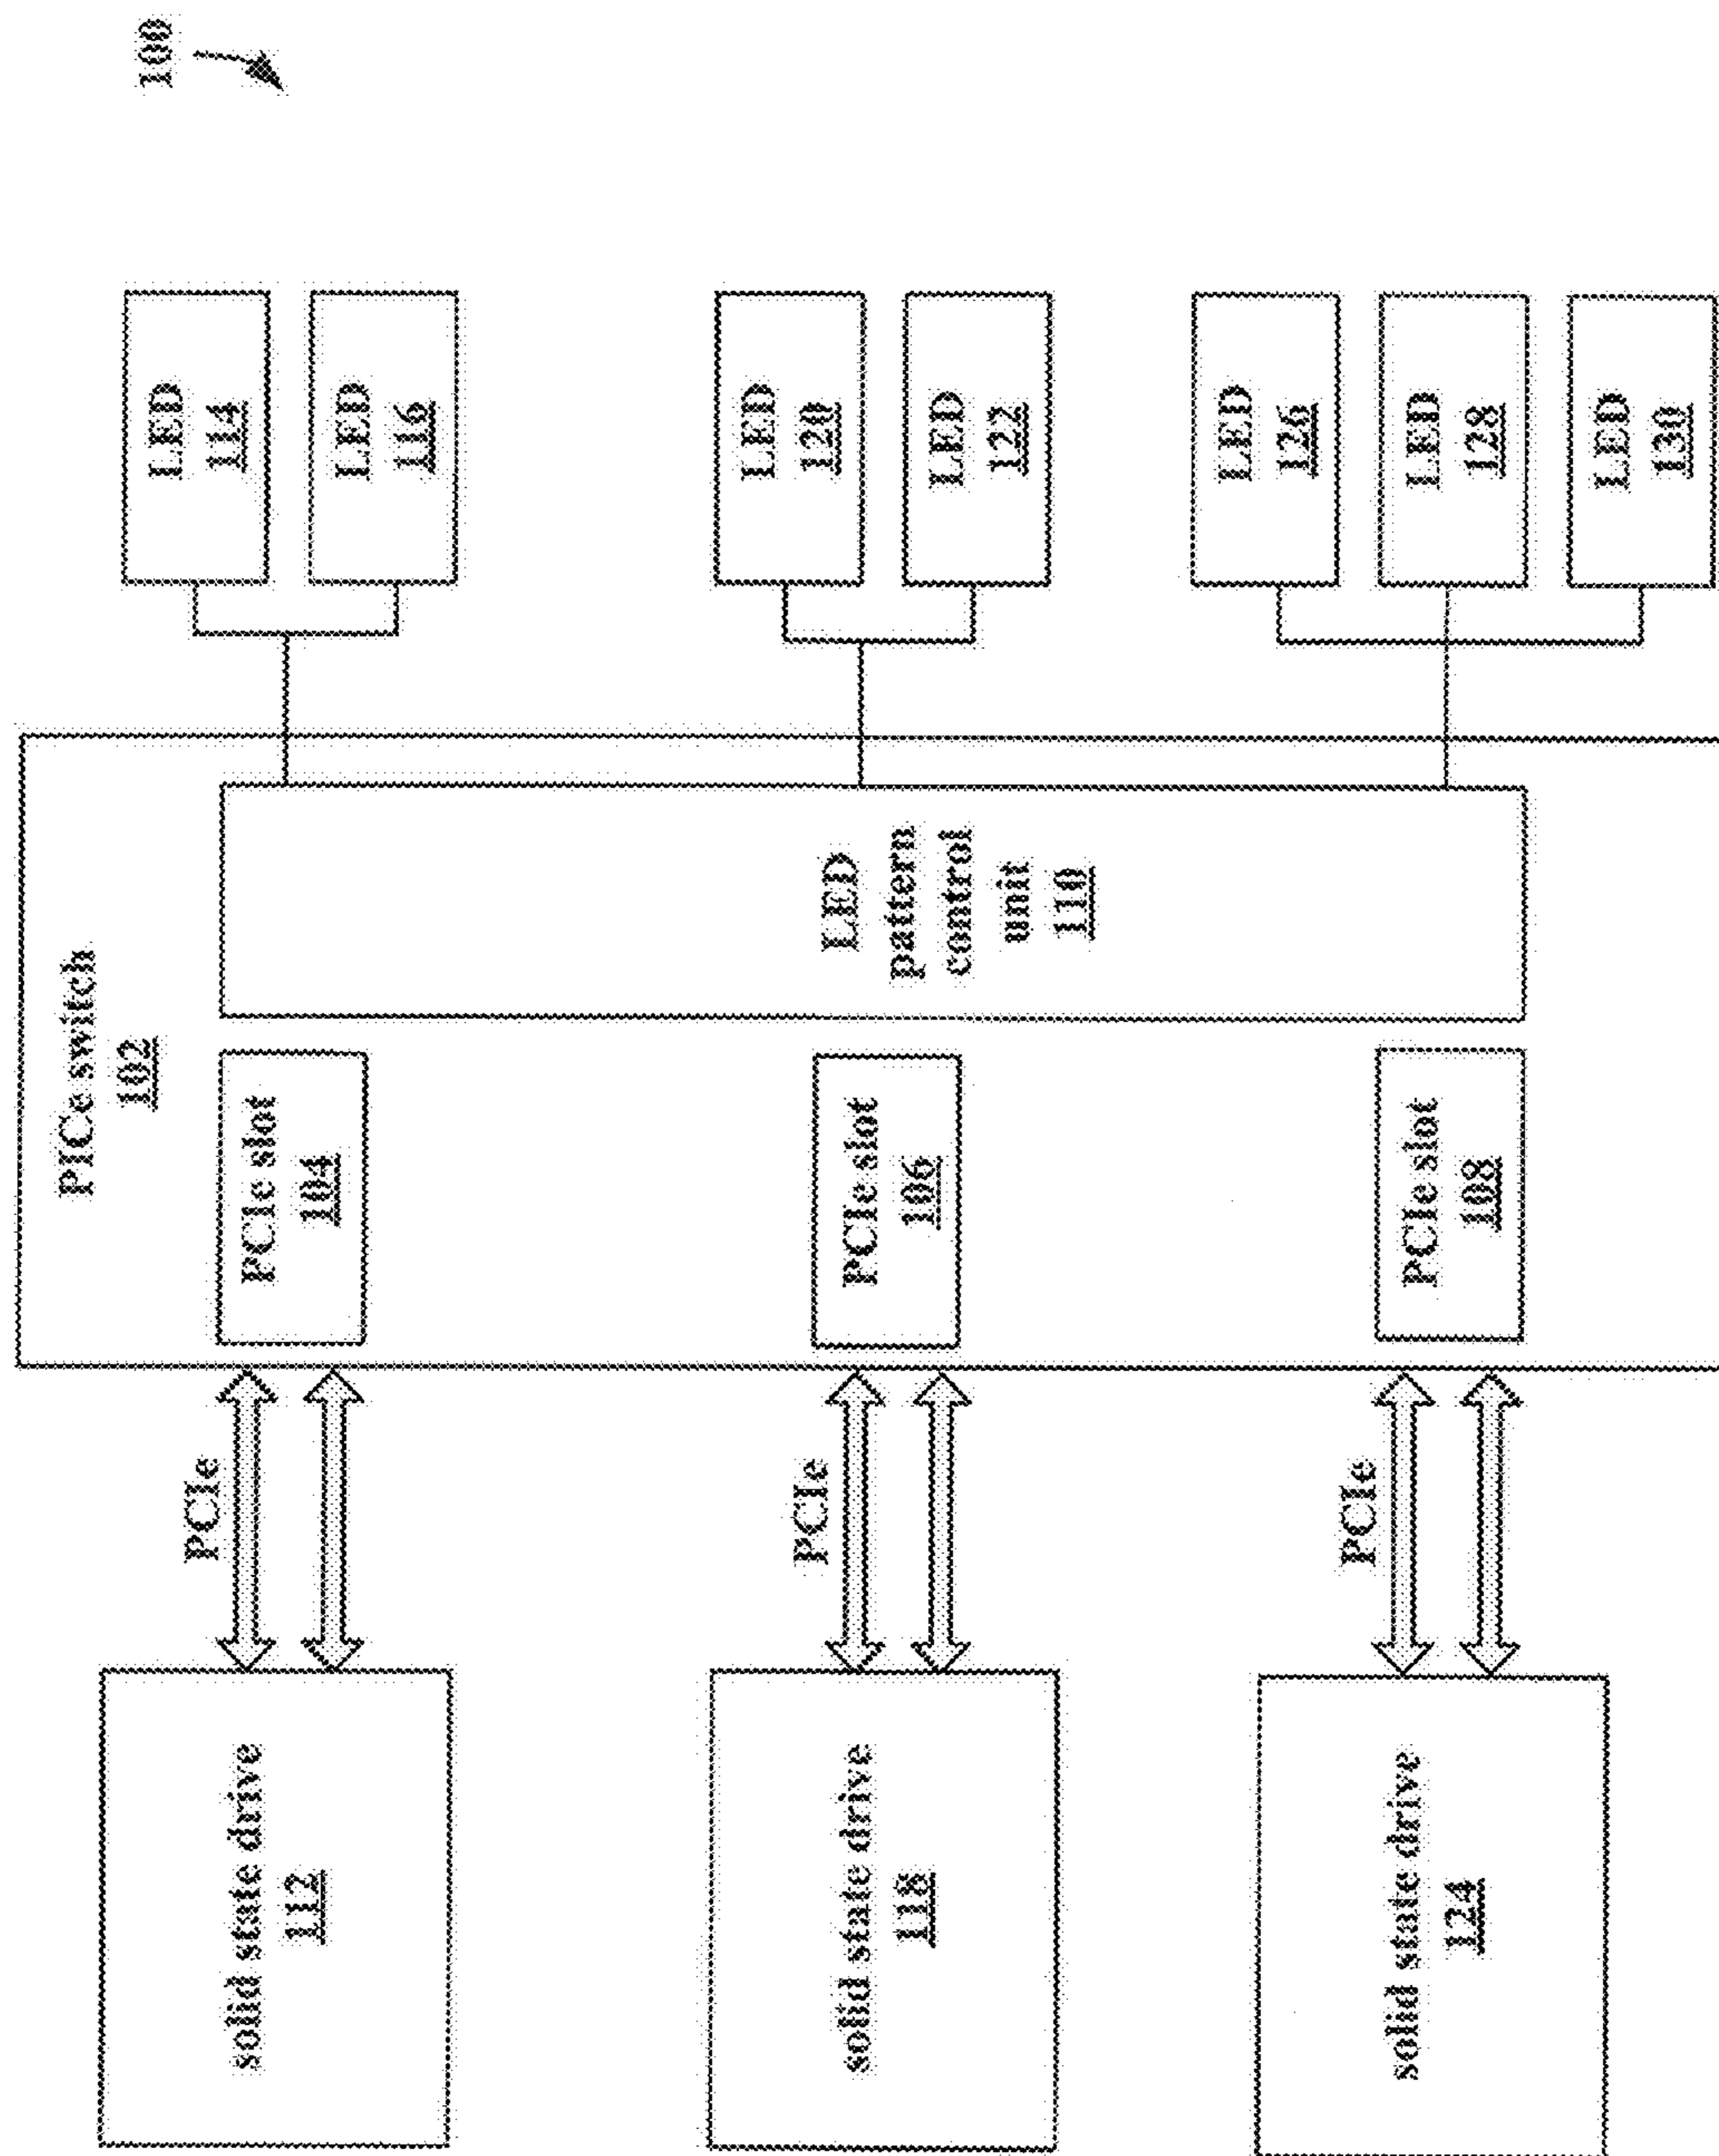 100
solid state drive
112
PCIe
PICe switch
102
PCIe slot
104
LED
114
LED
116
solid state drive
118
PCIe
PCIe slot
106
LED
pattern
control
unit
110
LED
120
LED
122
solid state drive
124
PCIe
PCIe slot
108
LED
126
LED
128
LED
130